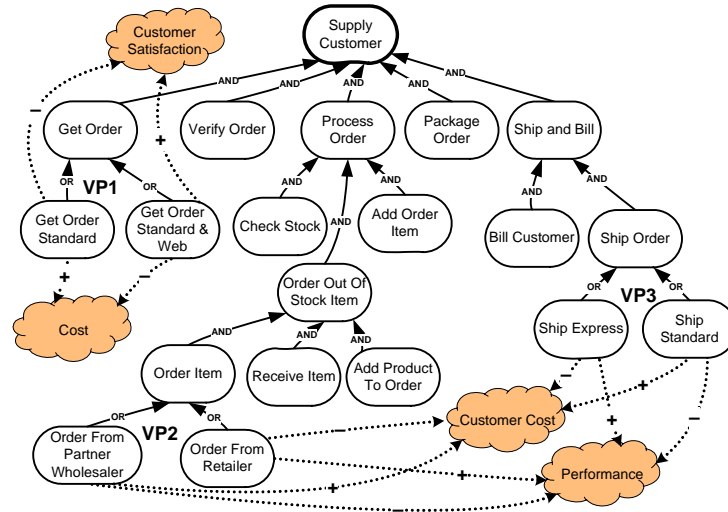 Customer
Satisfaction
Supply
Customer
AND
AND
AND
AND
AND
Get Order
Verify Order
Process
Order
Package
Order
Ship and Bill
–
+
OR
VP1
OR
AND
AND
AND
AND
AND
Get Order
Standard
Get Order
Standard &
Web
Check Stock
AND
Add Order
Item
Bill Customer
Ship Order
+
–
Order Out Of
Stock Item
OR
VP3
OR
Cost
Ship Express
Ship
Standard
AND
AND
AND
Order Item
Receive Item
Add Product
To Order
–
+
OR
VP2
OR
Customer Cost
+
–
Order From
Partner
Wholesaler
Order From
Retailer
–
+
+
–
Performance